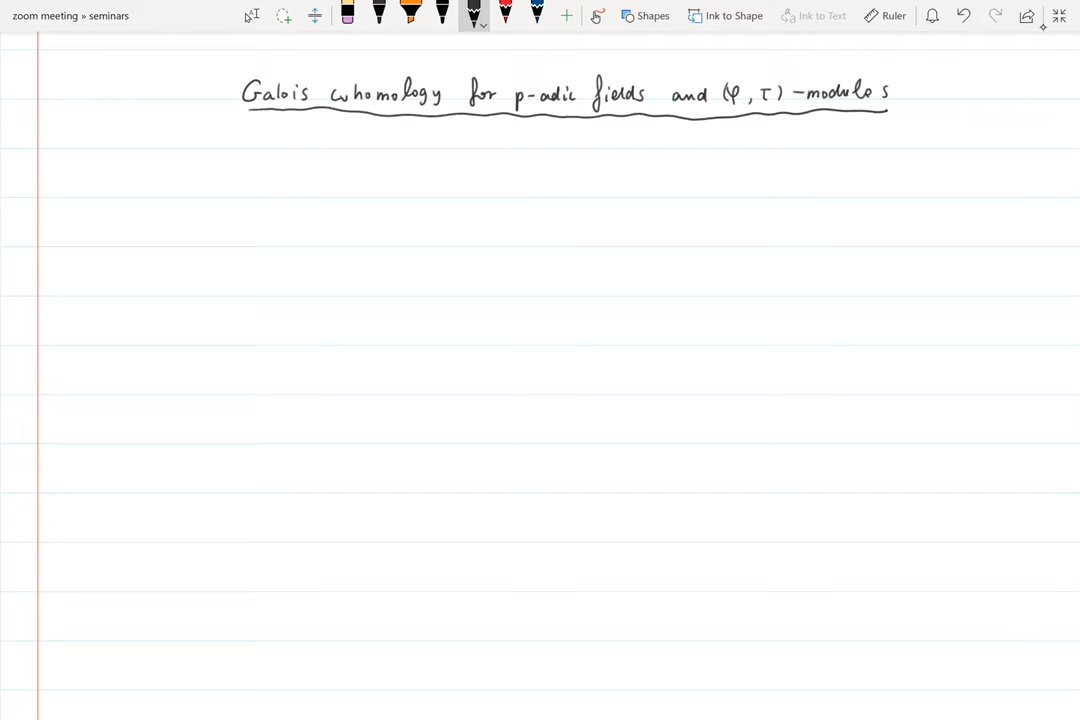 zoom meeting » seminars
Shapes
Ink to Shape
Ink to Text
Ruler
Galois cohomology for p-adic fields and (φ, τ)-modules